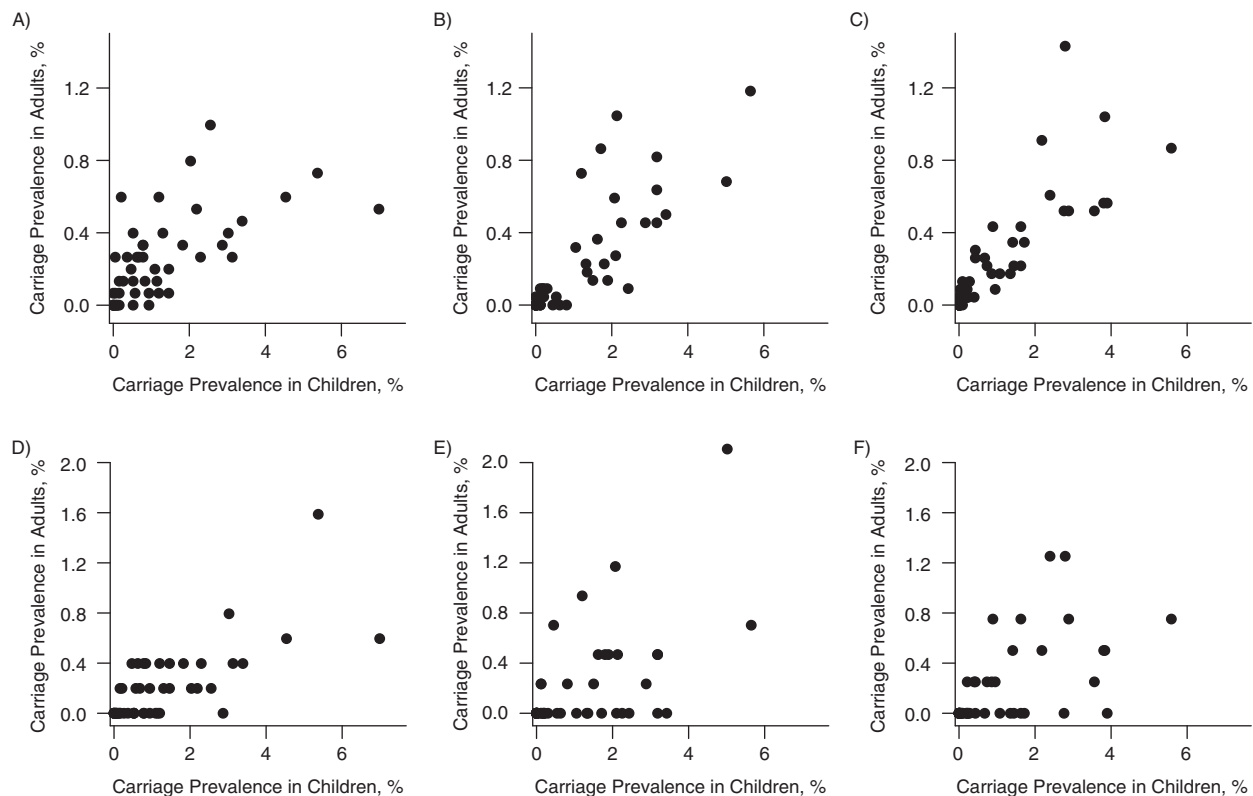 A)
Carriage Prevalence in Adults, %
1.2
0.8
0.4
0.0
0 2 4 6
Carriage Prevalence in Children, %
B)
Carriage Prevalence in Adults, %
1.2
0.8
0.4
0.0
0 2 4 6
Carriage Prevalence in Children, %
C)
Carriage Prevalence in Adults, %
1.2
0.8
0.4
0.0
0 2 4 6
Carriage Prevalence in Children, %
D)
Carriage Prevalence in Adults, %
2.0
1.6
1.2
0.8
0.4
0.0
0 2 4 6
Carriage Prevalence in Children, %
E)
Carriage Prevalence in Adults, %
2.0
1.6
1.2
0.8
0.4
0.0
0 2 4 6
Carriage Prevalence in Children, %
F)
Carriage Prevalence in Adults, %
2.0
1.6
1.2
0.8
0.4
0.0
0 2 4 6
Carriage Prevalence in Children, %